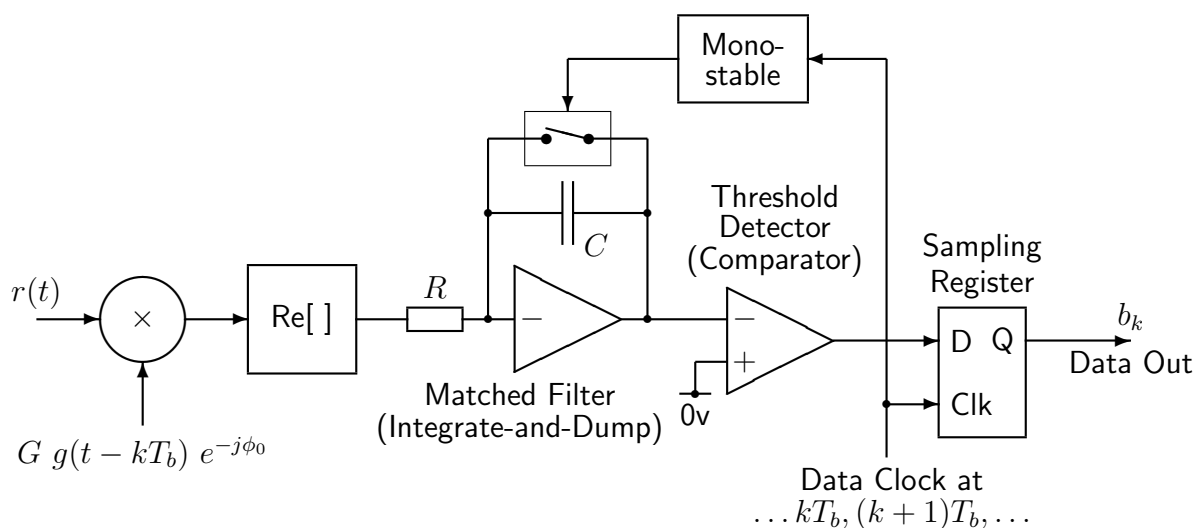 Mono-
stable
Threshold
Detector
(Comparator)
Sampling
Register
C
r(t)
×
Re[ ]
R
−
−
+
0v
D Q
Clk
b_k
Data Out
Matched Filter
(Integrate-and-Dump)
G g(t − kT_b) e^{−jϕ_0}
Data Clock at
. . . kT_b, (k + 1)T_b, . . .